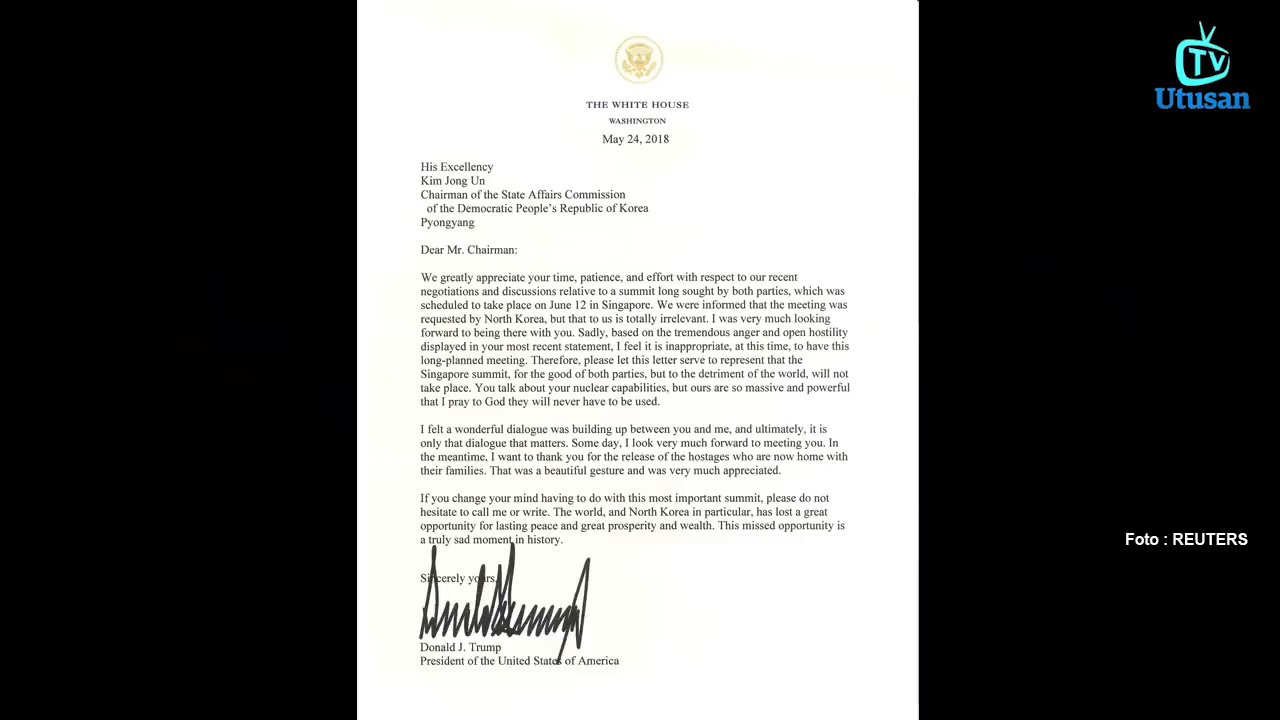 TV
Utusan
THE WHITE HOUSE
WASHINGTON
May 24, 2018
His Excellency
Kim Jong Un
Chairman of the State Affairs Commission
of the Democratic People's Republic of Korea
Pyongyang
Dear Mr. Chairman:
We greatly appreciate your time, patience, and effort with respect to our recent
negotiations and discussions relative to a summit long sought by both parties, which was
scheduled to take place on June 12 in Singapore. We were informed that the meeting was
requested by North Korea, but that to us is totally irrelevant. I was very much looking
forward to being there with you. Sadly, based on the tremendous anger and open hostility
displayed in your most recent statement, I feel it is inappropriate, at this time, to have this
long-planned meeting. Therefore, please let this letter serve to represent that the
Singapore summit, for the good of both parties, but to the detriment of the world, will not
take place. You talk about your nuclear capabilities, but ours are so massive and powerful
that I pray to God they will never have to be used.
I felt a wonderful dialogue was building up between you and me, and ultimately, it is
only that dialogue that matters. Some day, I look very much forward to meeting you. In
the meantime, I want to thank you for the release of the hostages who are now home with
their families. That was a beautiful gesture and was very much appreciated.
If you change your mind having to do with this most important summit, please do not
hesitate to call me or write. The world, and North Korea in particular, has lost a great
opportunity for lasting peace and great prosperity and wealth. This missed opportunity is
a truly sad moment in history.
Sincerely yours,
Donald J. Trump
President of the United States of America
Foto : REUTERS